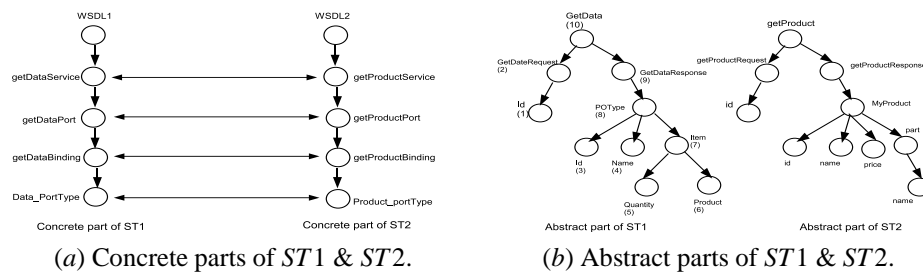 WSDL1
WSDL2
getDataService
getProductService
getDataPort
getProductPort
getDataBinding
getProductBinding
Data_PortType
Product_portType
Concrete part of ST1
Concrete part of ST2
(a) Concrete parts of ST1 & ST2.
GetData
(10)
GetDateRequest
(2)
GetDataResponse
(9)
Id
(1)
POType
(8)
Item
(7)
Id
(3)
Name
(4)
Quantity
(5)
Product
(6)
Abstract part of ST1
getProduct
getProductRequest
getProductResponse
id
MyProduct
part
id
name
price
name
Abstract part of ST2
(b) Abstract parts of ST1 & ST2.